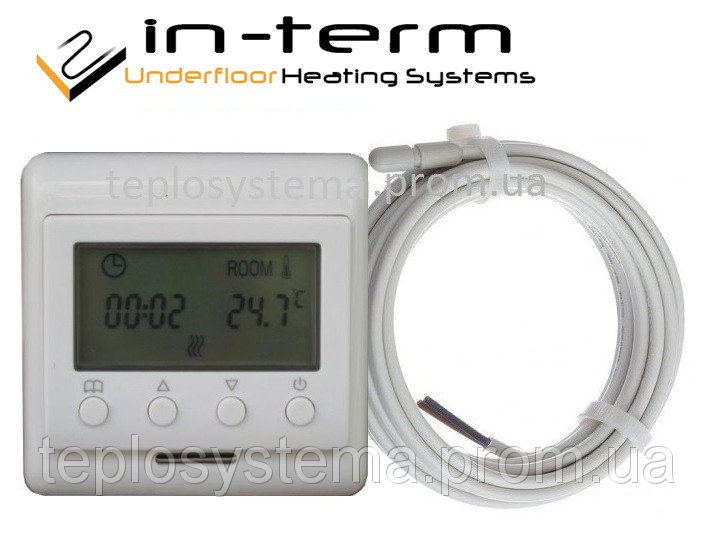 in-term
Underfloor Heating Systems
teplosystema.prom.ua
ROOM
00:02 24.7°C
teplosystema.prom.ua